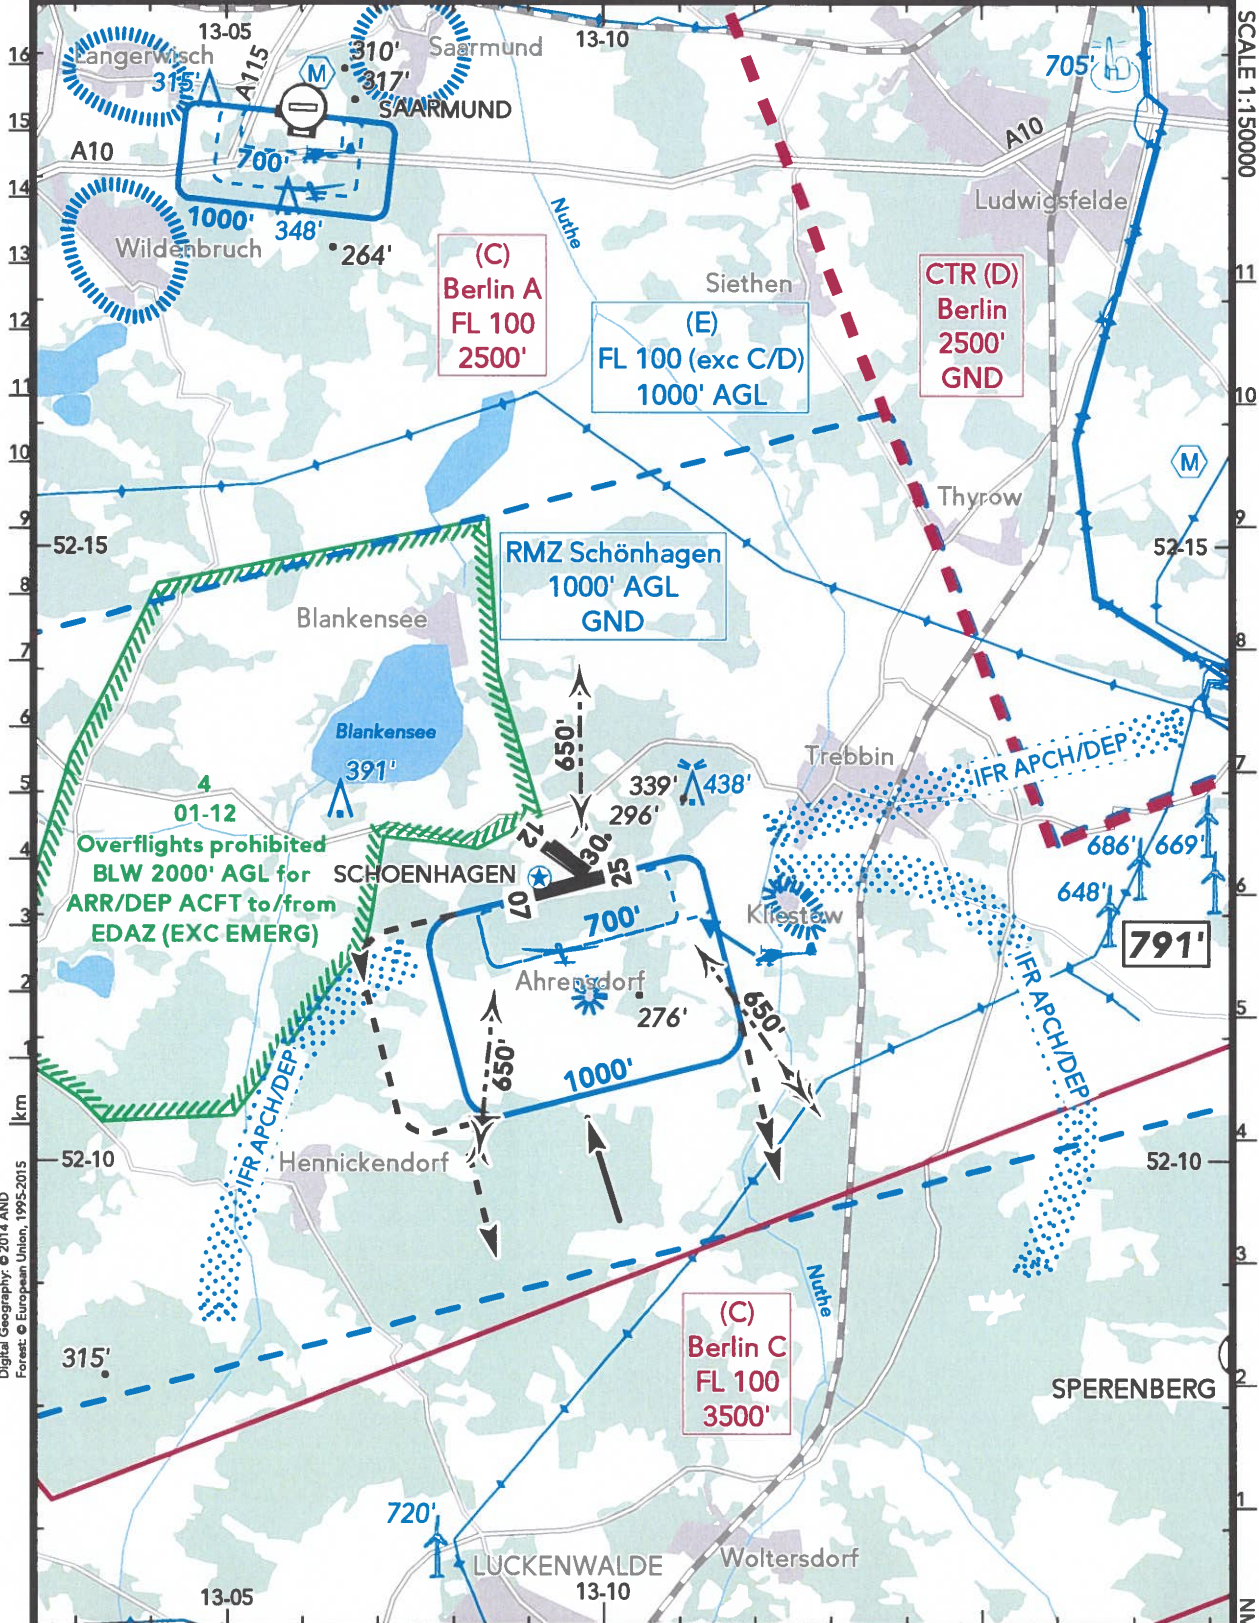 13-05
13-10
SCALE 1:150000
16
15
14
13
12
11
10
9
8
7
6
5
4
3
2
1
km
11
10
9
8
7
6
5
4
3
2
1
NM
Langerwisch
315'
A115
M
310'
317'
Saarmund
SAARMUND
A10
700'
1000'
348'
264'
Wildenbruch
Nuthe
705'
A10
Ludwigsfelde
Siethen
(C)
Berlin A
FL 100
2500'
(E)
FL 100 (exc C/D)
1000' AGL
CTR (D)
Berlin
2500'
GND
M
Thyrow
52-15
52-15
RMZ Schönhagen
1000' AGL
GND
Blankensee
Blankensee
391'
650'
Trebbin
IFR APCH/DEP
339'
438'
296'
4
01-12
Overflights prohibited
BLW 2000' AGL for
ARR/DEP ACFT to/from
EDAZ (EXC EMERG)
SCHOENHAGEN
12
30
25
07
700'
Kliestow
686'
669'
648'
791'
Ahrensdorf
276'
650'
650'
1000'
IFR APCH/DEP
IFR APCH/DEP
52-10
52-10
Hennickendorf
Digital Geography: © 2014 AND
Forest: © European Union, 1995-2015
Nuthe
(C)
Berlin C
FL 100
3500'
315'
SPERENBERG
720'
LUCKENWALDE
Woltersdorf
13-05
13-10